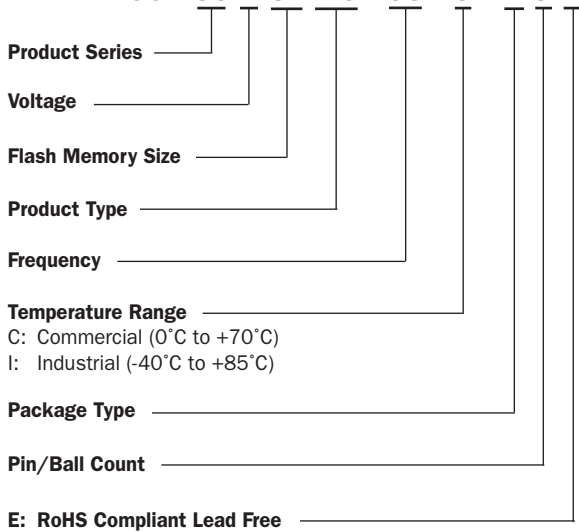 Product Series
Voltage
Flash Memory Size
Product Type
Frequency
Temperature Range
C: Commercial (0˚C to +70˚C)
I: Industrial (-40˚C to +85˚C)
Package Type
Pin/Ball Count
E: RoHS Compliant Lead Free